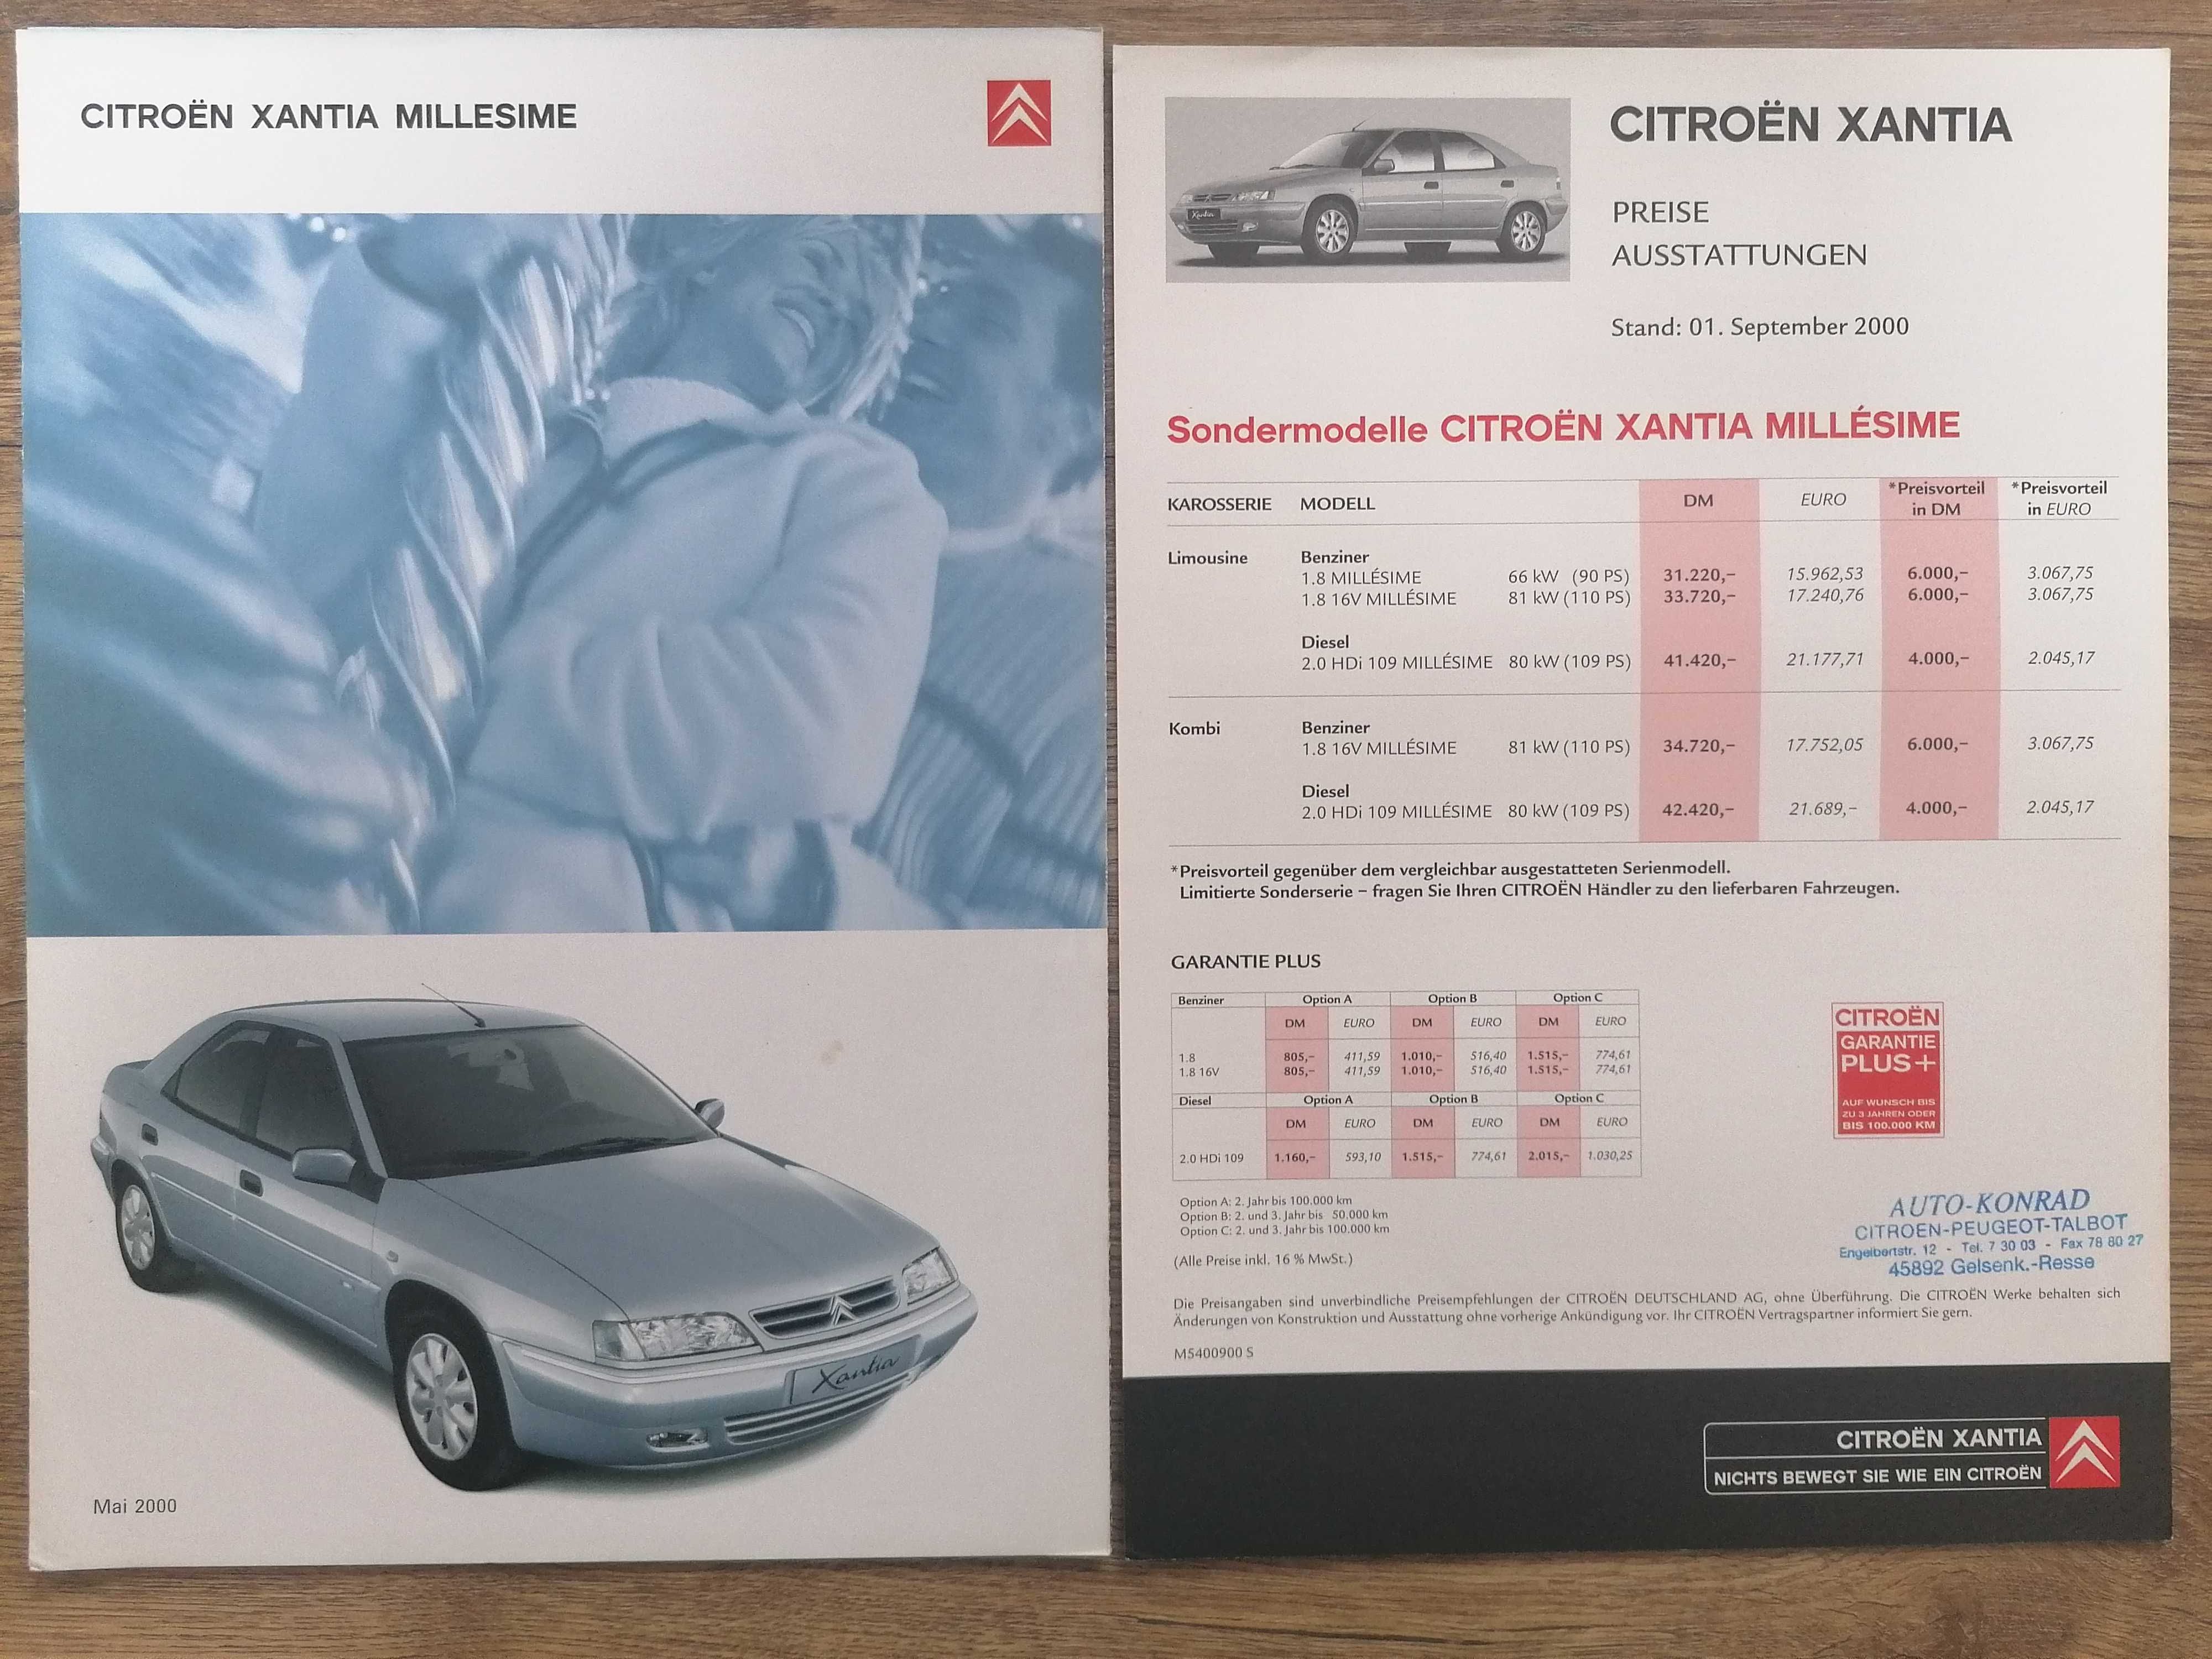 CITROËN XANTIA MILLESIME
Xantia
Mai 2000
Xantia
CITROËN XANTIA
PREISE
AUSSTATTUNGEN
Stand: 01. September 2000
Sondermodelle CITROËN XANTIA MILLÉSIME
KAROSSERIE MODELL DM EURO *Preisvorteil in DM *Preisvorteil in EURO
Limousine Benziner
1.8 MILLÉSIME 66 kW (90 PS) 31.220,– 15.962,53 6.000,– 3.067,75
1.8 16V MILLÉSIME 81 kW (110 PS) 33.720,– 17.240,76 6.000,– 3.067,75
Diesel
2.0 HDi 109 MILLÉSIME 80 kW (109 PS) 41.420,– 21.177,71 4.000,– 2.045,17
Kombi Benziner
1.8 16V MILLÉSIME 81 kW (110 PS) 34.720,– 17.752,05 6.000,– 3.067,75
Diesel
2.0 HDi 109 MILLÉSIME 80 kW (109 PS) 42.420,– 21.689,– 4.000,– 2.045,17
*Preisvorteil gegenüber dem vergleichbar ausgestatteten Serienmodell.
Limitierte Sonderserie – fragen Sie Ihren CITROËN Händler zu den lieferbaren Fahrzeugen.
GARANTIE PLUS
Benziner Option A Option B Option C
DM EURO DM EURO DM EURO
1.8 805,– 411,59 1.010,– 516,40 1.515,– 774,61
1.8 16V 805,– 411,59 1.010,– 516,40 1.515,– 774,61
Diesel Option A Option B Option C
DM EURO DM EURO DM EURO
2.0 HDi 109 1.160,– 593,10 1.515,– 774,61 2.015,– 1.030,25
Option A: 2. Jahr bis 100.000 km
Option B: 2. und 3. Jahr bis 50.000 km
Option C: 2. und 3. Jahr bis 100.000 km
(Alle Preise inkl. 16 % MwSt.)
CITROËN
GARANTIE
PLUS+
AUF WUNSCH BIS
ZU 3 JAHREN ODER
BIS 100.000 KM
AUTO-KONRAD
CITROEN-PEUGEOT-TALBOT
Engelbertstr. 12 - Tel. 7 30 03 - Fax 78 80 27
45892 Gelsenk.-Resse
Die Preisangaben sind unverbindliche Preisempfehlungen der CITROËN DEUTSCHLAND AG, ohne Überführung. Die CITROËN Werke behalten sich
Änderungen von Konstruktion und Ausstattung ohne vorherige Ankündigung vor. Ihr CITROËN Vertragspartner informiert Sie gern.
M5400900 S
CITROËN XANTIA
NICHTS BEWEGT SIE WIE EIN CITROËN